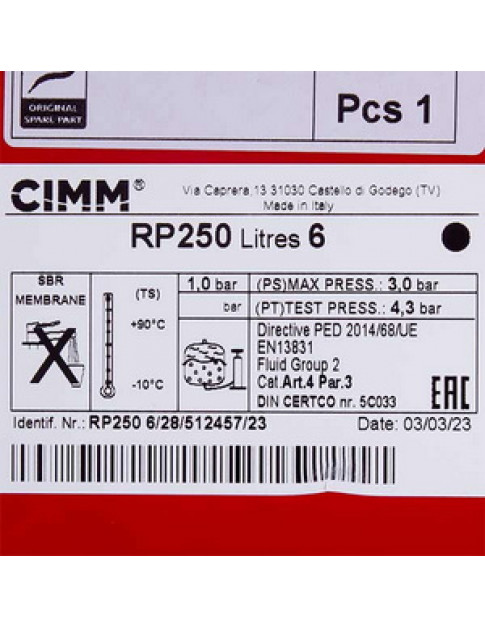 ORIGINAL
SPARE PART
Pcs 1
CIMM®
Via Caprera,13 31030 Castello di Godego (TV)
Made in Italy
RP250 Litres 6
SBR
MEMBRANE
(TS)
+90°C
-10°C
1,0 bar
(PS)MAX PRESS.: 3,0 bar
bar
(PT)TEST PRESS.: 4,3 bar
Directive PED 2014/68/UE
EN13831
Fluid Group 2
Cat.Art.4 Par.3
DIN CERTCO nr. 5C033
EAC
Identif. Nr.: RP250 6/28/512457/23
Date: 03/03/23